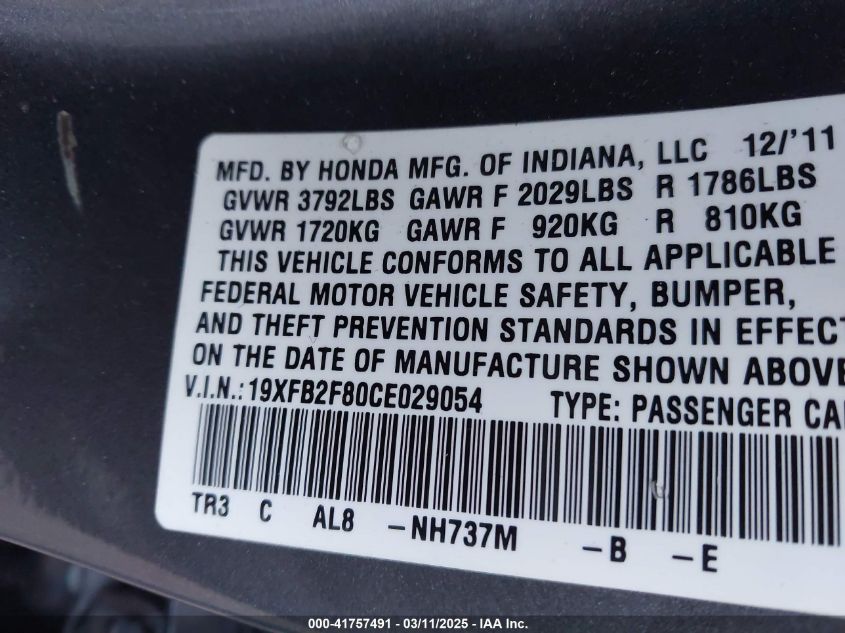 MFD. BY HONDA MFG. OF INDIANA, LLC 12/'11
GVWR 3792LBS GAWR F 2029LBS R 1786LBS
GVWR 1720KG GAWR F 920KG R 810KG
THIS VEHICLE CONFORMS TO ALL APPLICABLE
FEDERAL MOTOR VEHICLE SAFETY, BUMPER,
AND THEFT PREVENTION STANDARDS IN EFFECT
ON THE DATE OF MANUFACTURE SHOWN ABOVE
V.I.N.: 19XFB2F80CE029054 TYPE: PASSENGER CA
TR3 C AL8 -NH737M -B -E
000-41757491 - 03/11/2025 - IAA Inc.